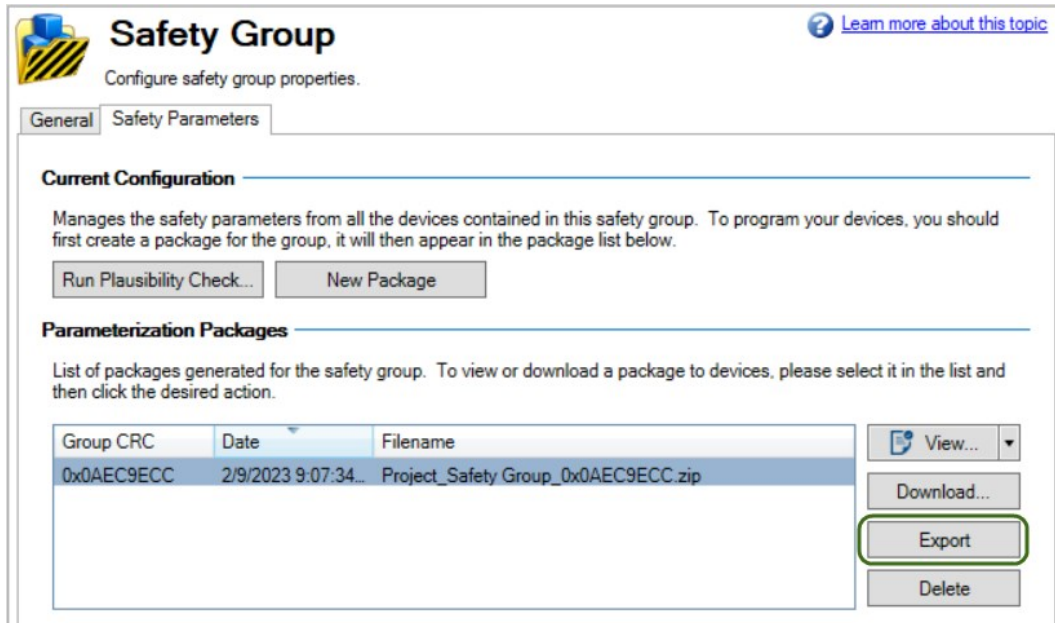 Safety Group
Learn more about this topic
Configure safety group properties.
General
Safety Parameters
Current Configuration
Manages the safety parameters from all the devices contained in this safety group. To program your devices, you should
first create a package for the group, it will then appear in the package list below.
Run Plausibility Check...
New Package
Parameterization Packages
List of packages generated for the safety group. To view or download a package to devices, please select it in the list and
then click the desired action.
Group CRC
Date
Filename
View...
0x0AEC9ECC
2/9/2023 9:07:34...
Project_Safety Group_0x0AEC9ECC.zip
Download...
Export
Delete